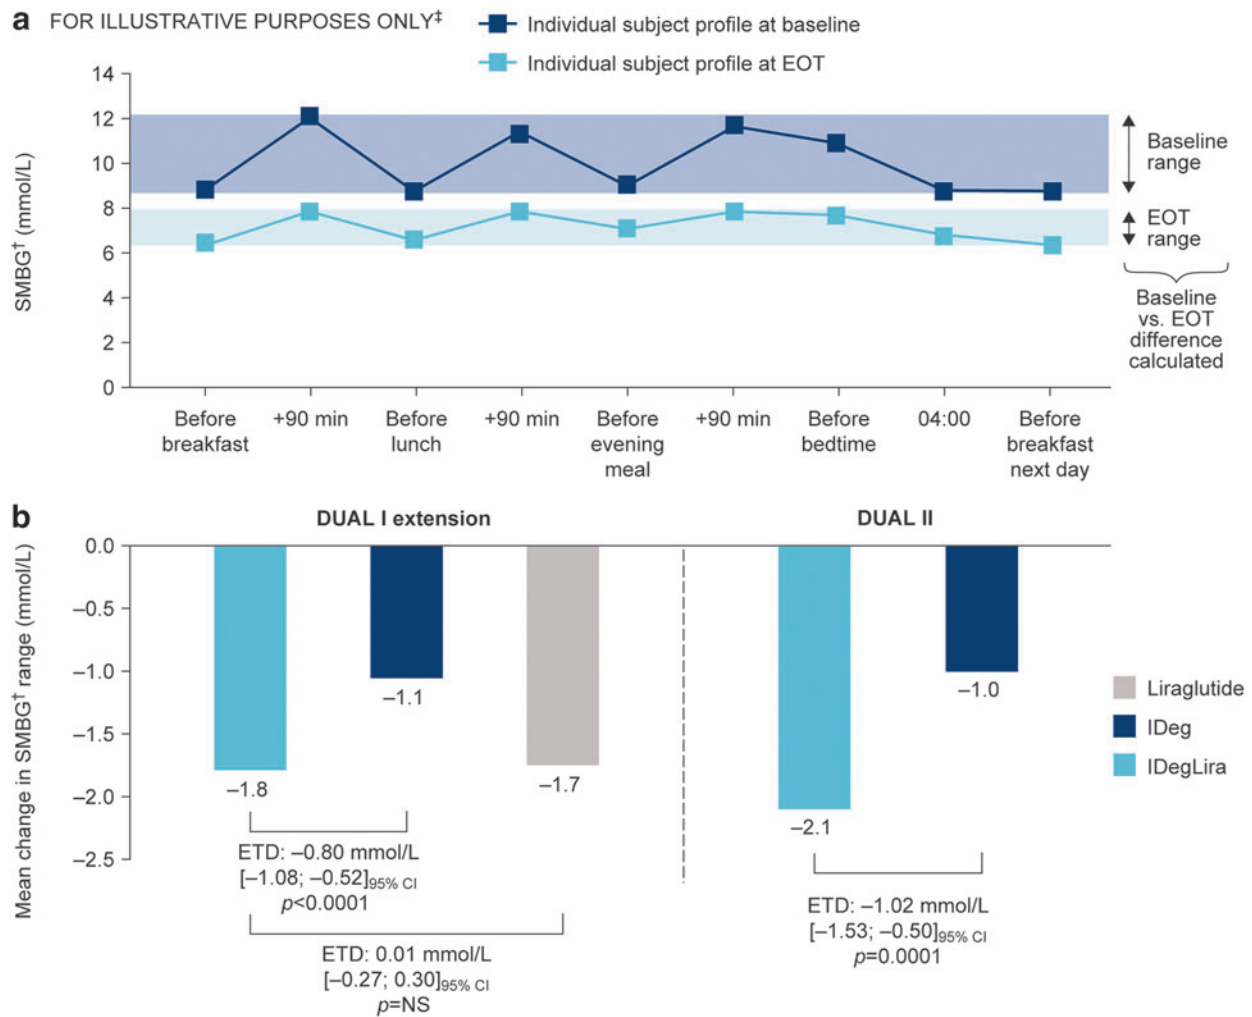 a FOR ILLUSTRATIVE PURPOSES ONLY‡
Individual subject profile at baseline
Individual subject profile at EOT
SMBG† (mmol/L)
14
12
10
8
6
4
2
0
Baseline
range
EOT
range
Baseline
vs. EOT
difference
calculated
Before
breakfast
+90 min
Before
lunch
+90 min
Before
evening
meal
+90 min
Before
bedtime
04:00
Before
breakfast
next day
b
DUAL I extension
DUAL II
Mean change in SMBG† range (mmol/L)
0.0
–0.5
–1.0
–1.5
–2.0
–2.5
–1.8
–1.1
–1.7
–2.1
–1.0
Liraglutide
IDeg
IDegLira
ETD: –0.80 mmol/L
[–1.08; –0.52]95% CI
p<0.0001
ETD: 0.01 mmol/L
[–0.27; 0.30]95% CI
p=NS
ETD: –1.02 mmol/L
[–1.53; –0.50]95% CI
p=0.0001